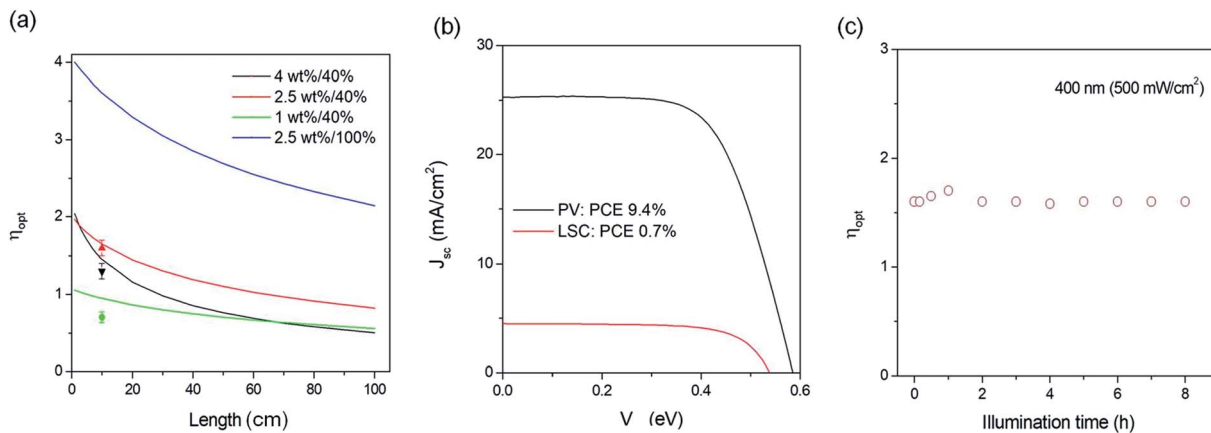 (a)
4
3
2
1
0
η_opt
0
20
40
60
80
100
Length (cm)
4 wt%/40%
2.5 wt%/40%
1 wt%/40%
2.5 wt%/100%
(b)
30
25
20
15
10
5
0
J_sc (mA/cm²)
0.0
0.2
0.4
0.6
V (eV)
PV: PCE 9.4%
LSC: PCE 0.7%
(c)
3
2
1
η_opt
0
2
4
6
8
Illumination time (h)
400 nm (500 mW/cm²)